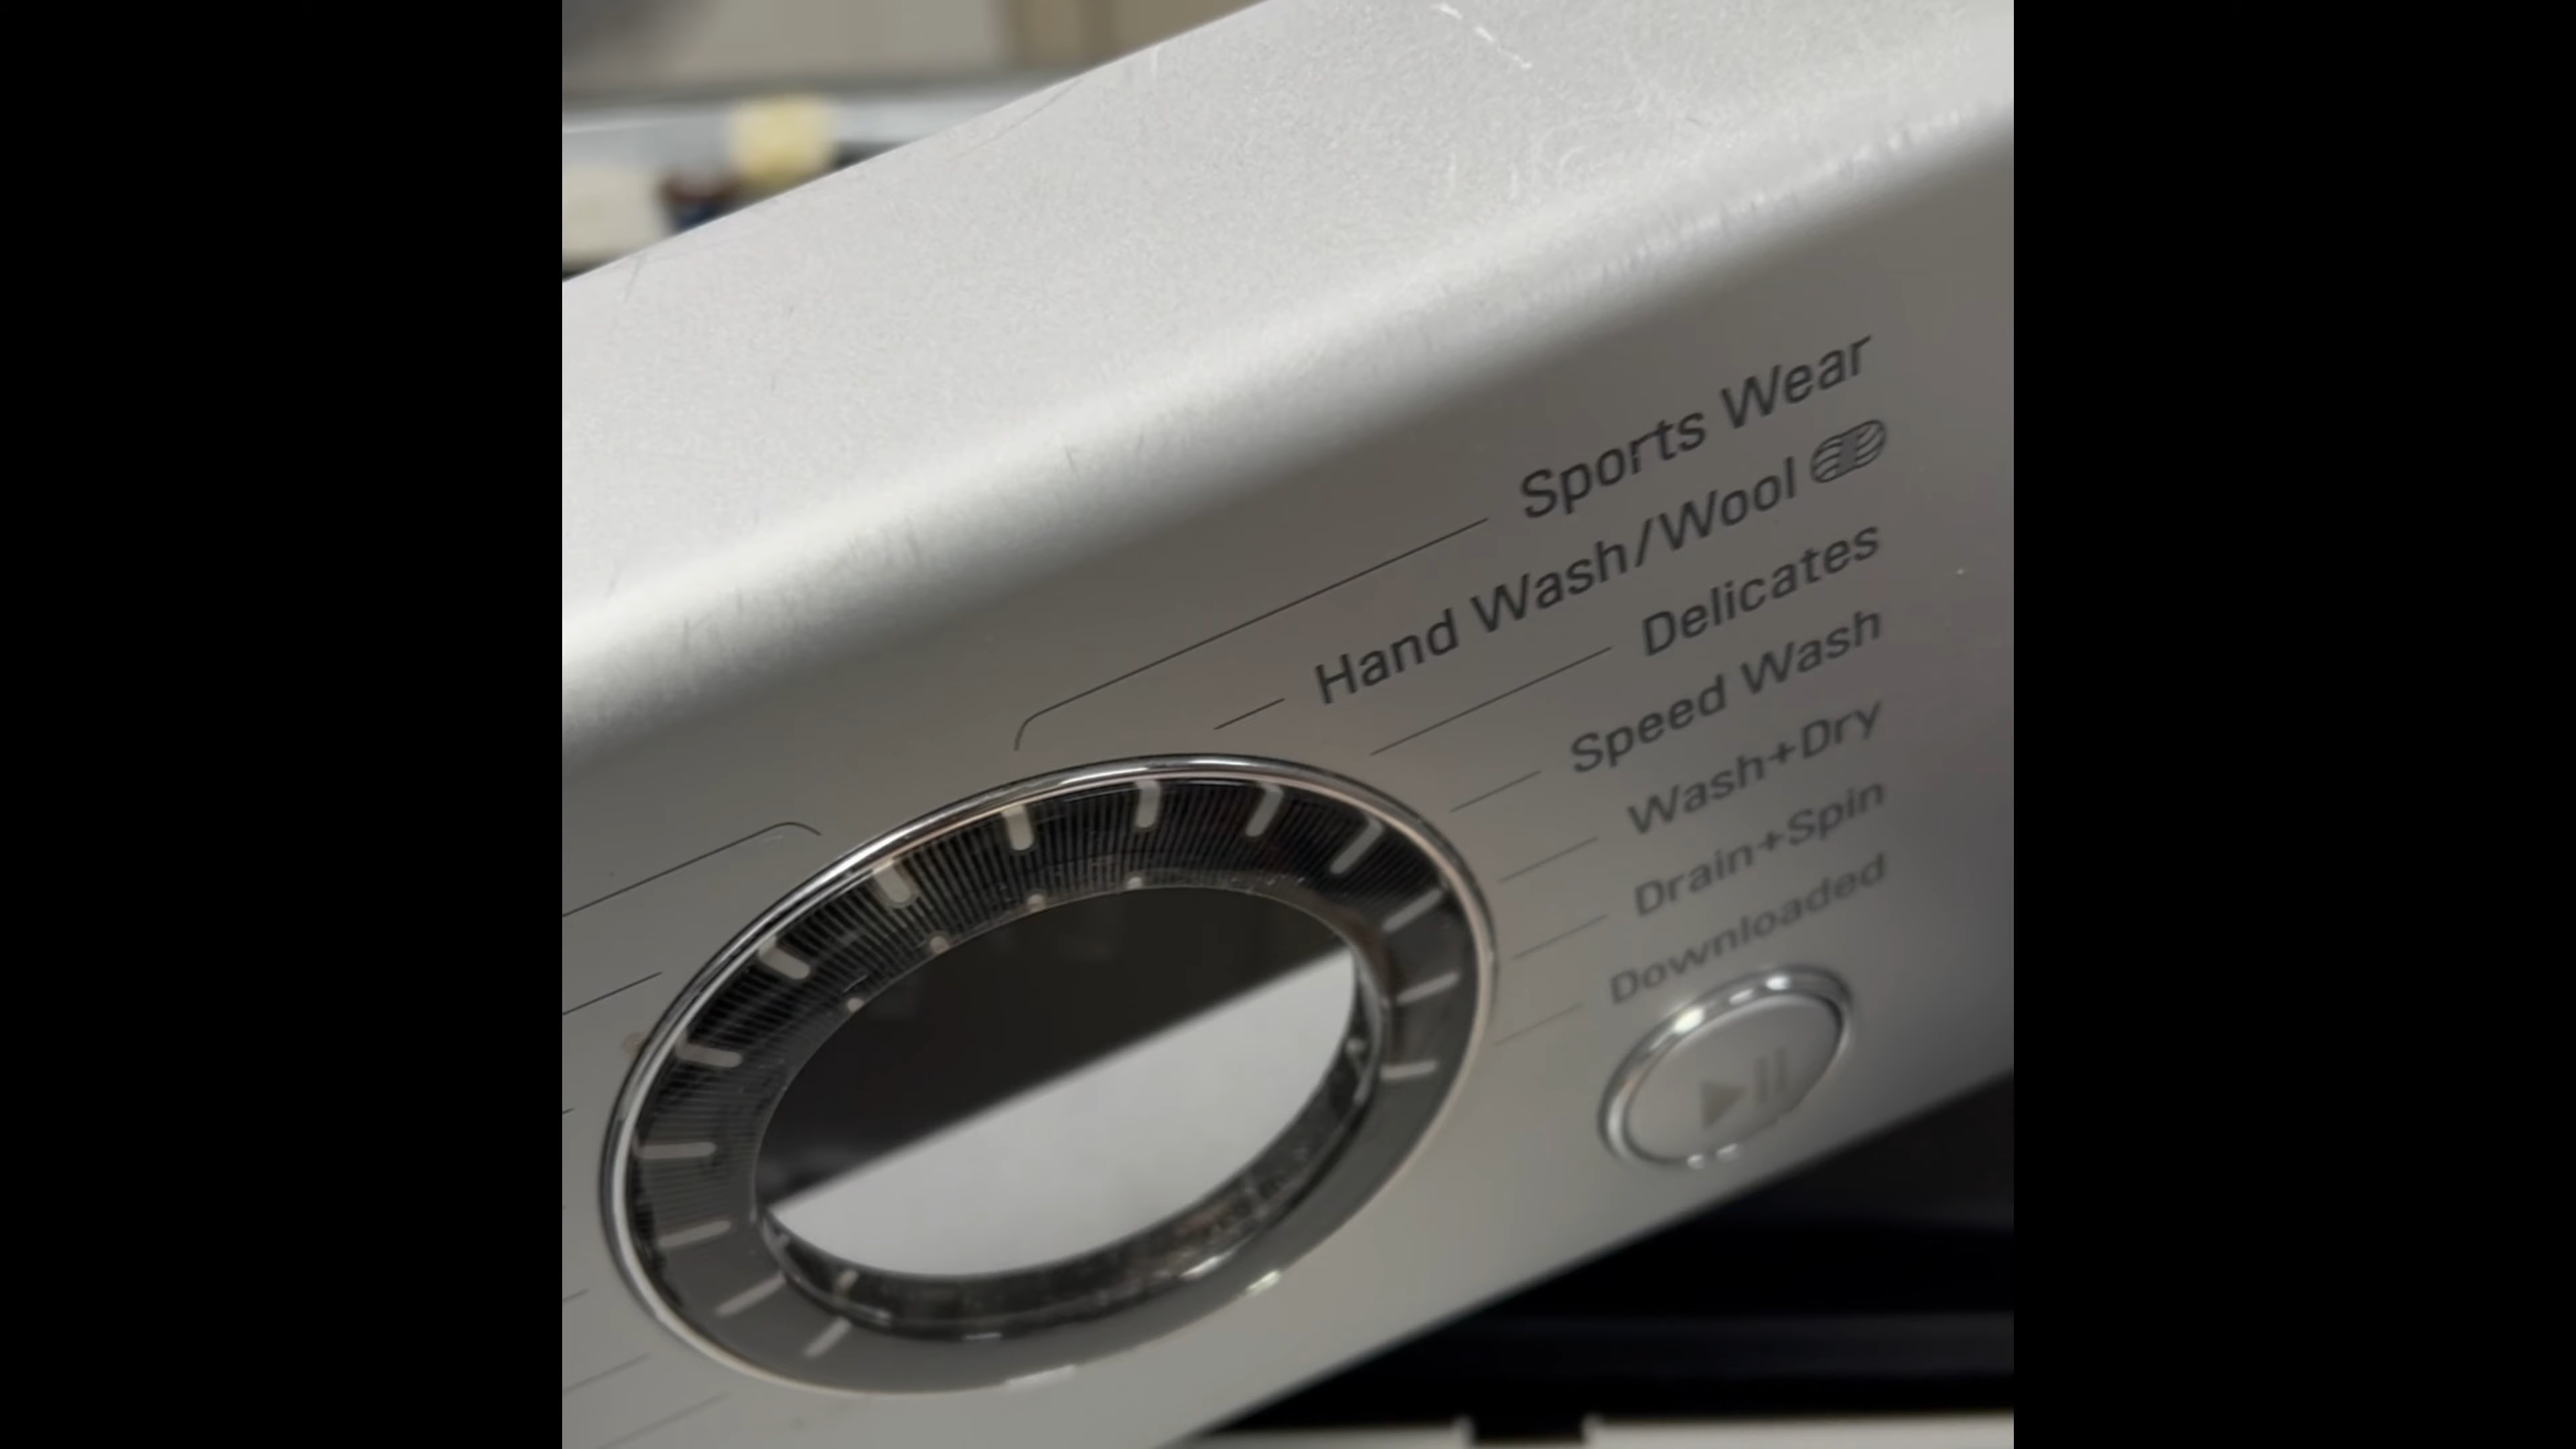 Sports Wear
Hand Wash/Wool
Delicates
Speed Wash
Wash+Dry
Drain+Spin
Downloaded